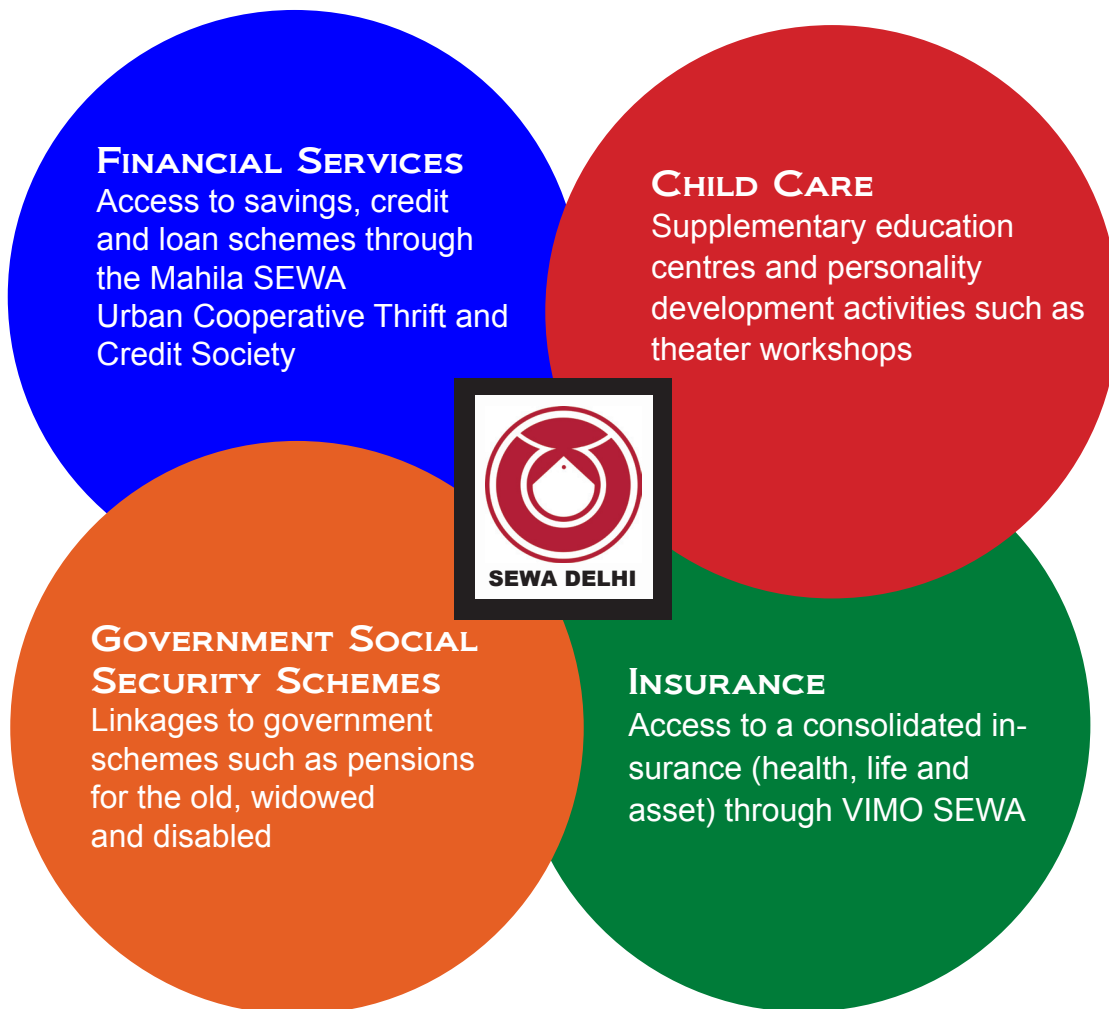 Financial Services
Access to savings, credit
and loan schemes through
the Mahila SEWA
Urban Cooperative Thrift and
Credit Society
Child Care
Supplementary education
centres and personality
development activities such as
theater workshops
SEWA DELHI
Government Social
Security Schemes
Linkages to government
schemes such as pensions
for the old, widowed
and disabled
Insurance
Access to a consolidated in-
surance (health, life and
asset) through VIMO SEWA